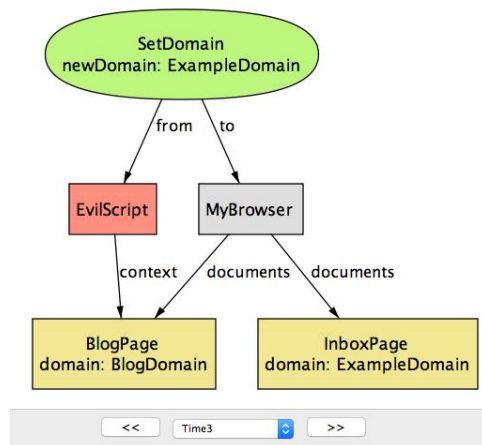 SetDomain
newDomain: ExampleDomain
from
to
EvilScript
MyBrowser
context
documents
documents
BlogPage
domain: BlogDomain
InboxPage
domain: ExampleDomain
<<
Time3
>>